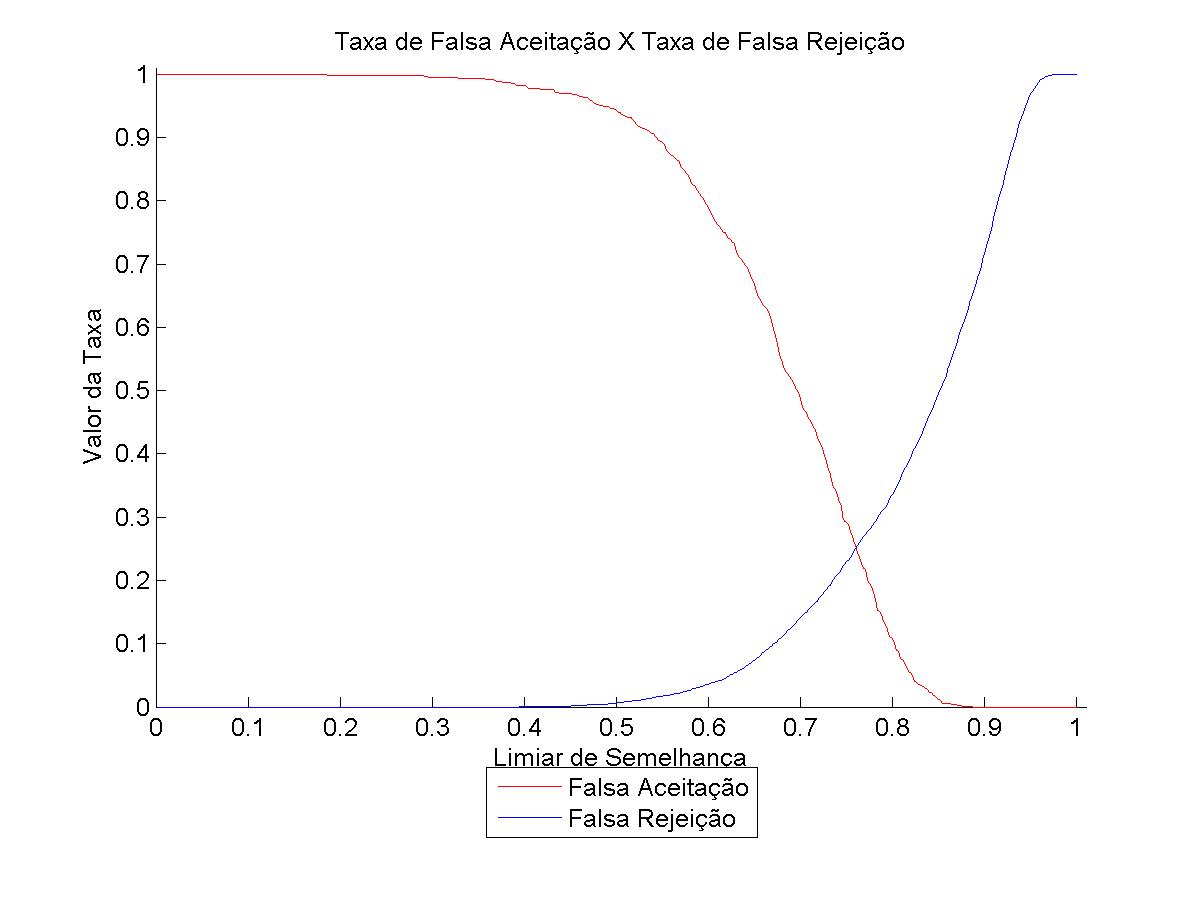 Taxa de Falsa Aceitação X Taxa de Falsa Rejeição
1
0.9
0.8
0.7
0.6
0.5
0.4
0.3
0.2
0.1
0
Valor da Taxa
0 0.1 0.2 0.3 0.4 0.5 0.6 0.7 0.8 0.9 1
Limiar de Semelhança
Falsa Aceitação
Falsa Rejeição